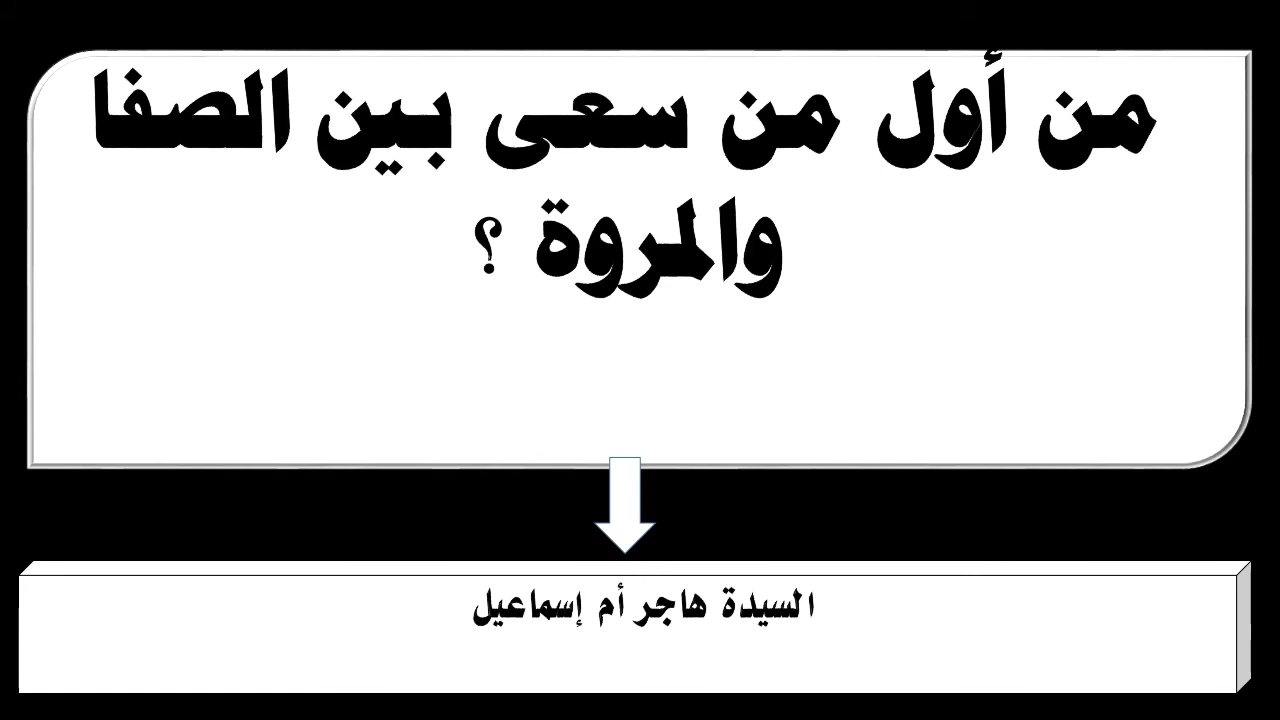 من أول من سعى بين الصفا
والمروة ؟
السيدة هاجر أم إسماعيل